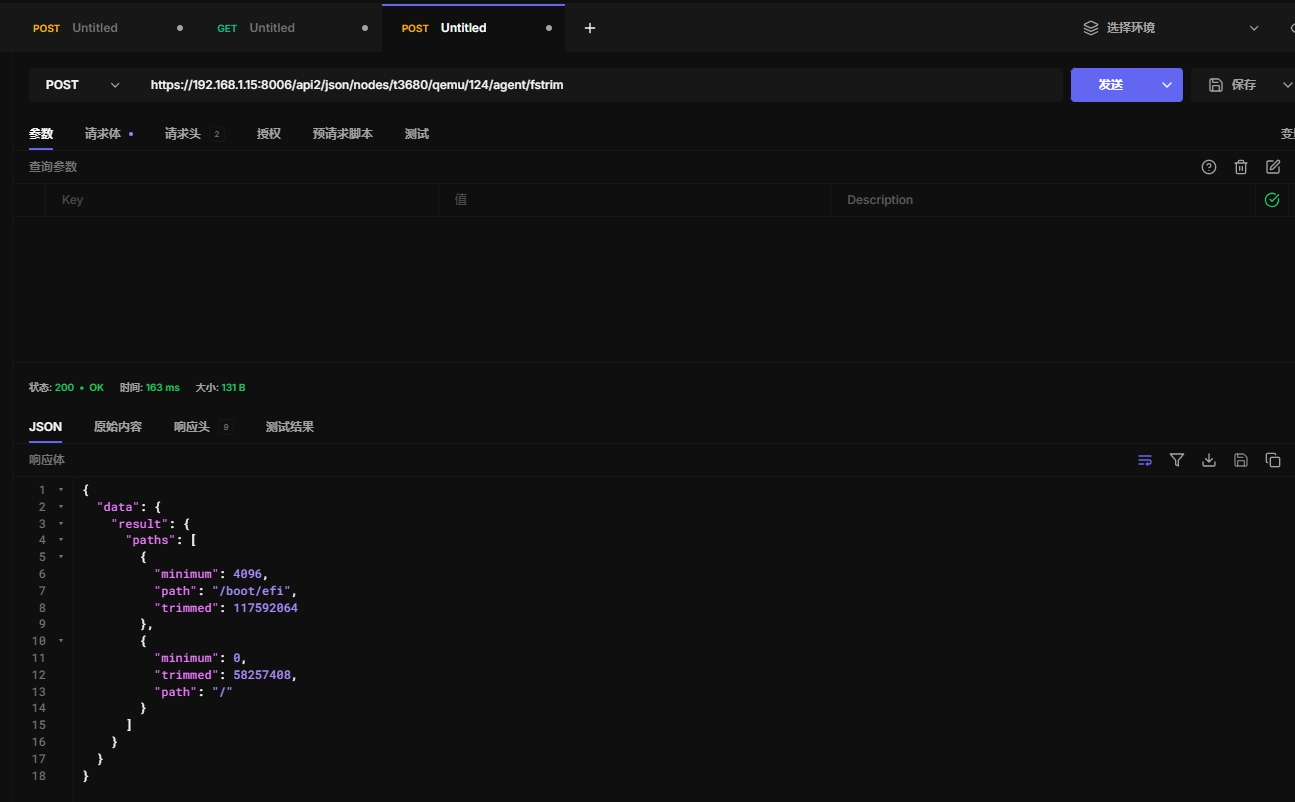 POST Untitled GET Untitled POST Untitled + 选择环境
POST https://192.168.1.15:8006/api2/json/nodes/t3680/qemu/124/agent/fstrim 发送 保存
参数 请求体 请求头 2 授权 预请求脚本 测试
查询参数
Key 值 Description
状态: 200 • OK 时间: 163 ms 大小: 131 B
JSON 原始内容 响应头 9 测试结果
响应体
1 {
2 "data": {
3 "result": {
4 "paths": [
5 {
6 "minimum": 4096,
7 "path": "/boot/efi",
8 "trimmed": 117592064
9 },
10 {
11 "minimum": 0,
12 "trimmed": 58257408,
13 "path": "/"
14 }
15 ]
16 }
17 }
18 }